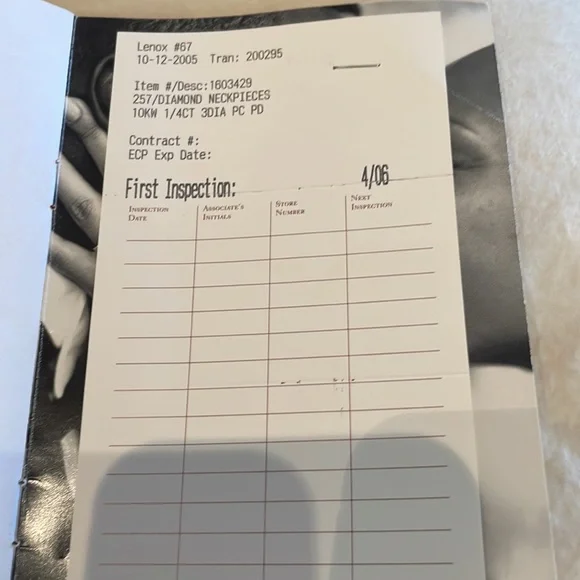 Lenox #67
10-12-2005 Tran: 200295
Item #/Desc:1603429
257/DIAMOND NECKPIECES
10KW 1/4CT 3DIA PC PD
Contract #:
ECP Exp Date:
First Inspection: 4/06
INSPECTION DATE ASSOCIATE'S INITIALS STORE NUMBER NEXT INSPECTION